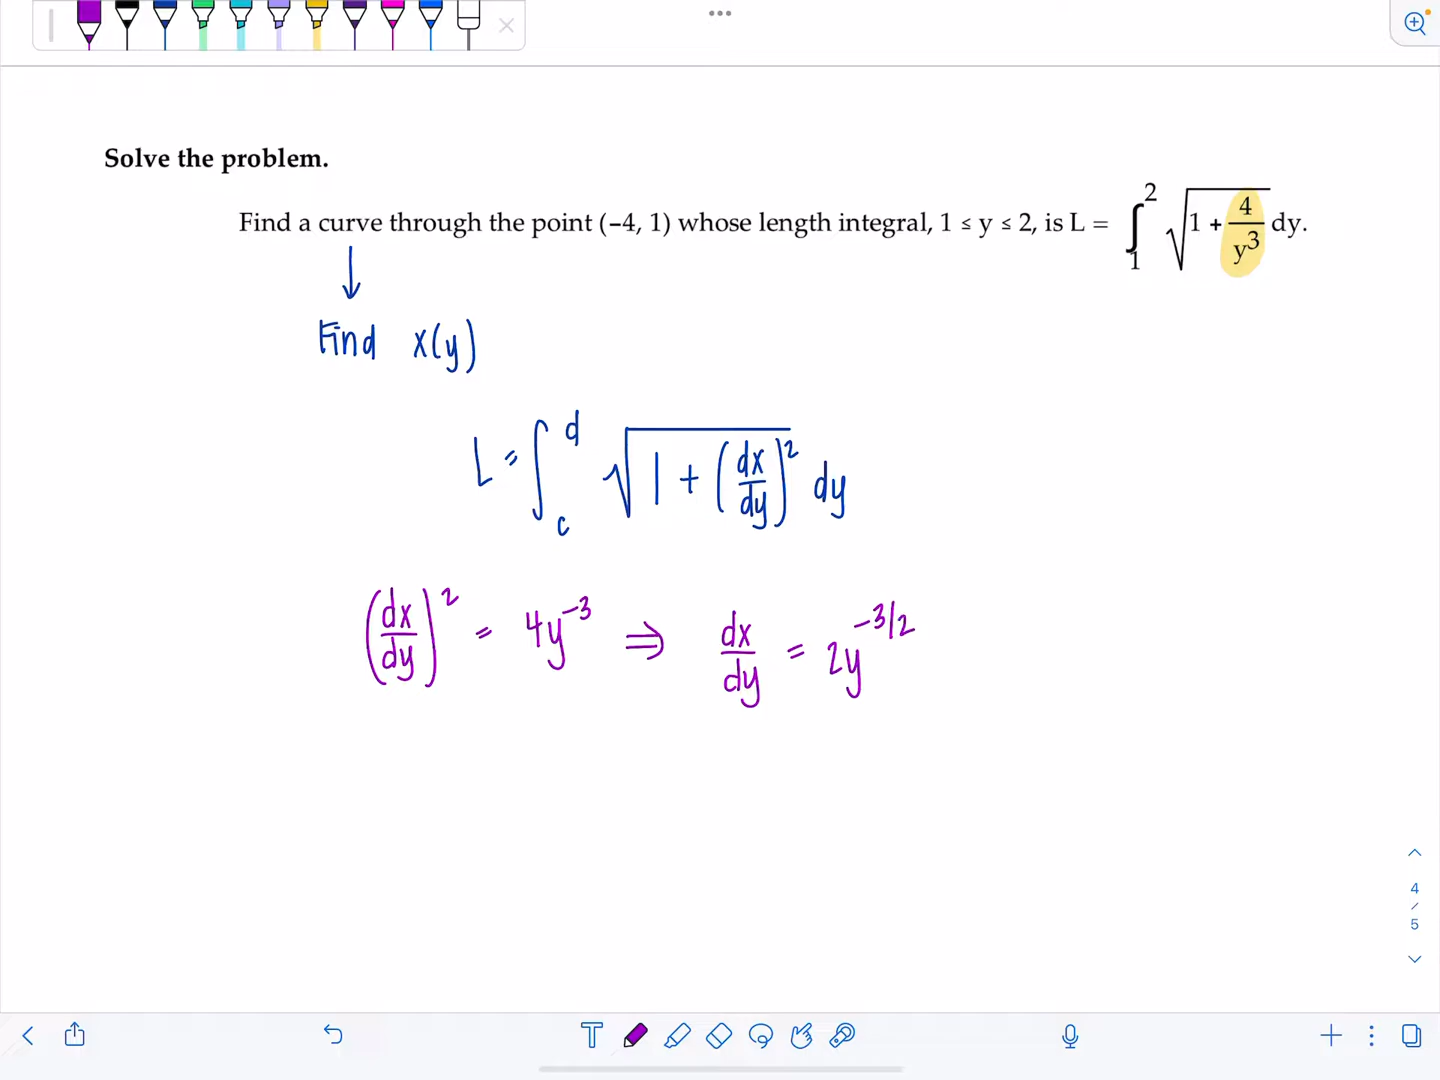 Solve the problem.
Find a curve through the point (−4, 1) whose length integral, 1 ≤ y ≤ 2, is L = ∫₁² √(1 + 4/y³) dy.
Find x(y)
L = ∫_c^d √(1 + (dx/dy)²) dy
(dx/dy)² = 4y⁻³ ⇒ dx/dy = 2y^(-3/2)
4
/
5
T